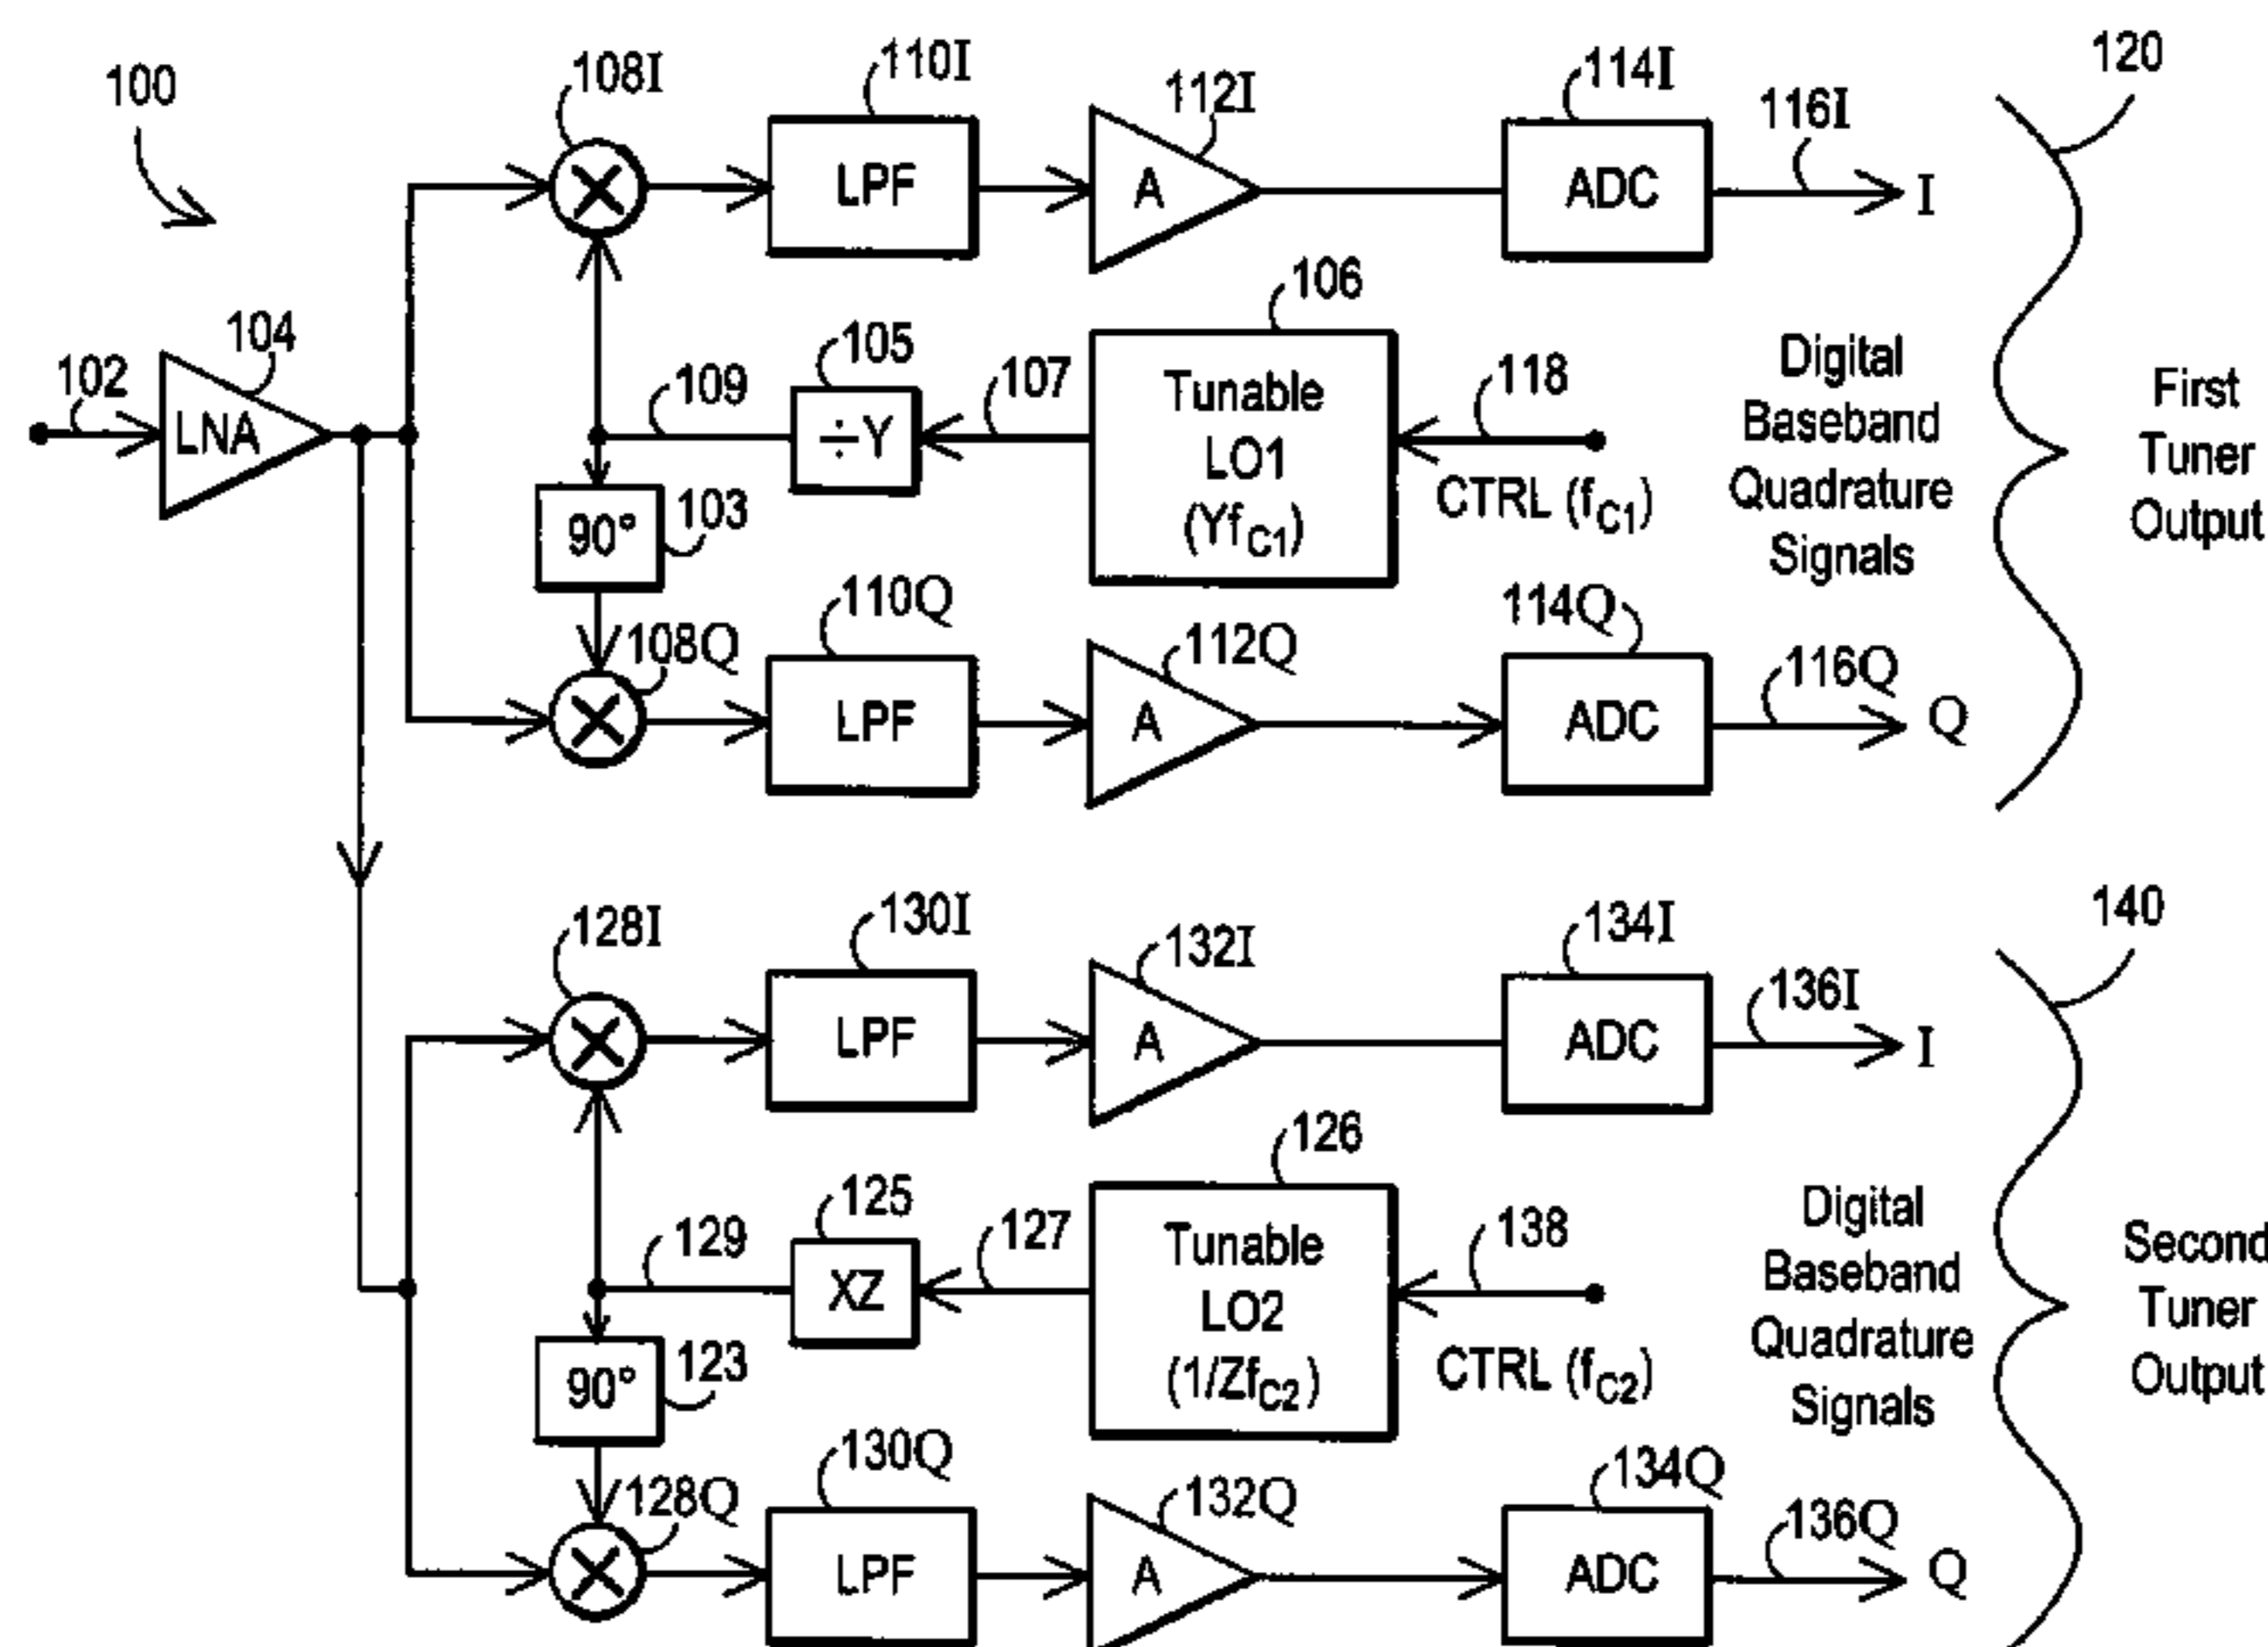 100
108I
110I
112I
114I
116I
120
LPF
A
ADC
I
102
104
LNA
109
105
÷Y
107
106
Tunable
LO1
(Yf_C1)
118
CTRL (f_C1)
Digital
Baseband
Quadrature
Signals
First
Tuner
Output
90°
103
108Q
110Q
112Q
114Q
116Q
LPF
A
ADC
Q
128I
130I
132I
134I
136I
140
LPF
A
ADC
I
129
125
XZ
127
126
Tunable
LO2
(1/Zf_C2)
138
CTRL (f_C2)
Digital
Baseband
Quadrature
Signals
Second
Tuner
Output
90°
123
128Q
130Q
132Q
134Q
136Q
LPF
A
ADC
Q